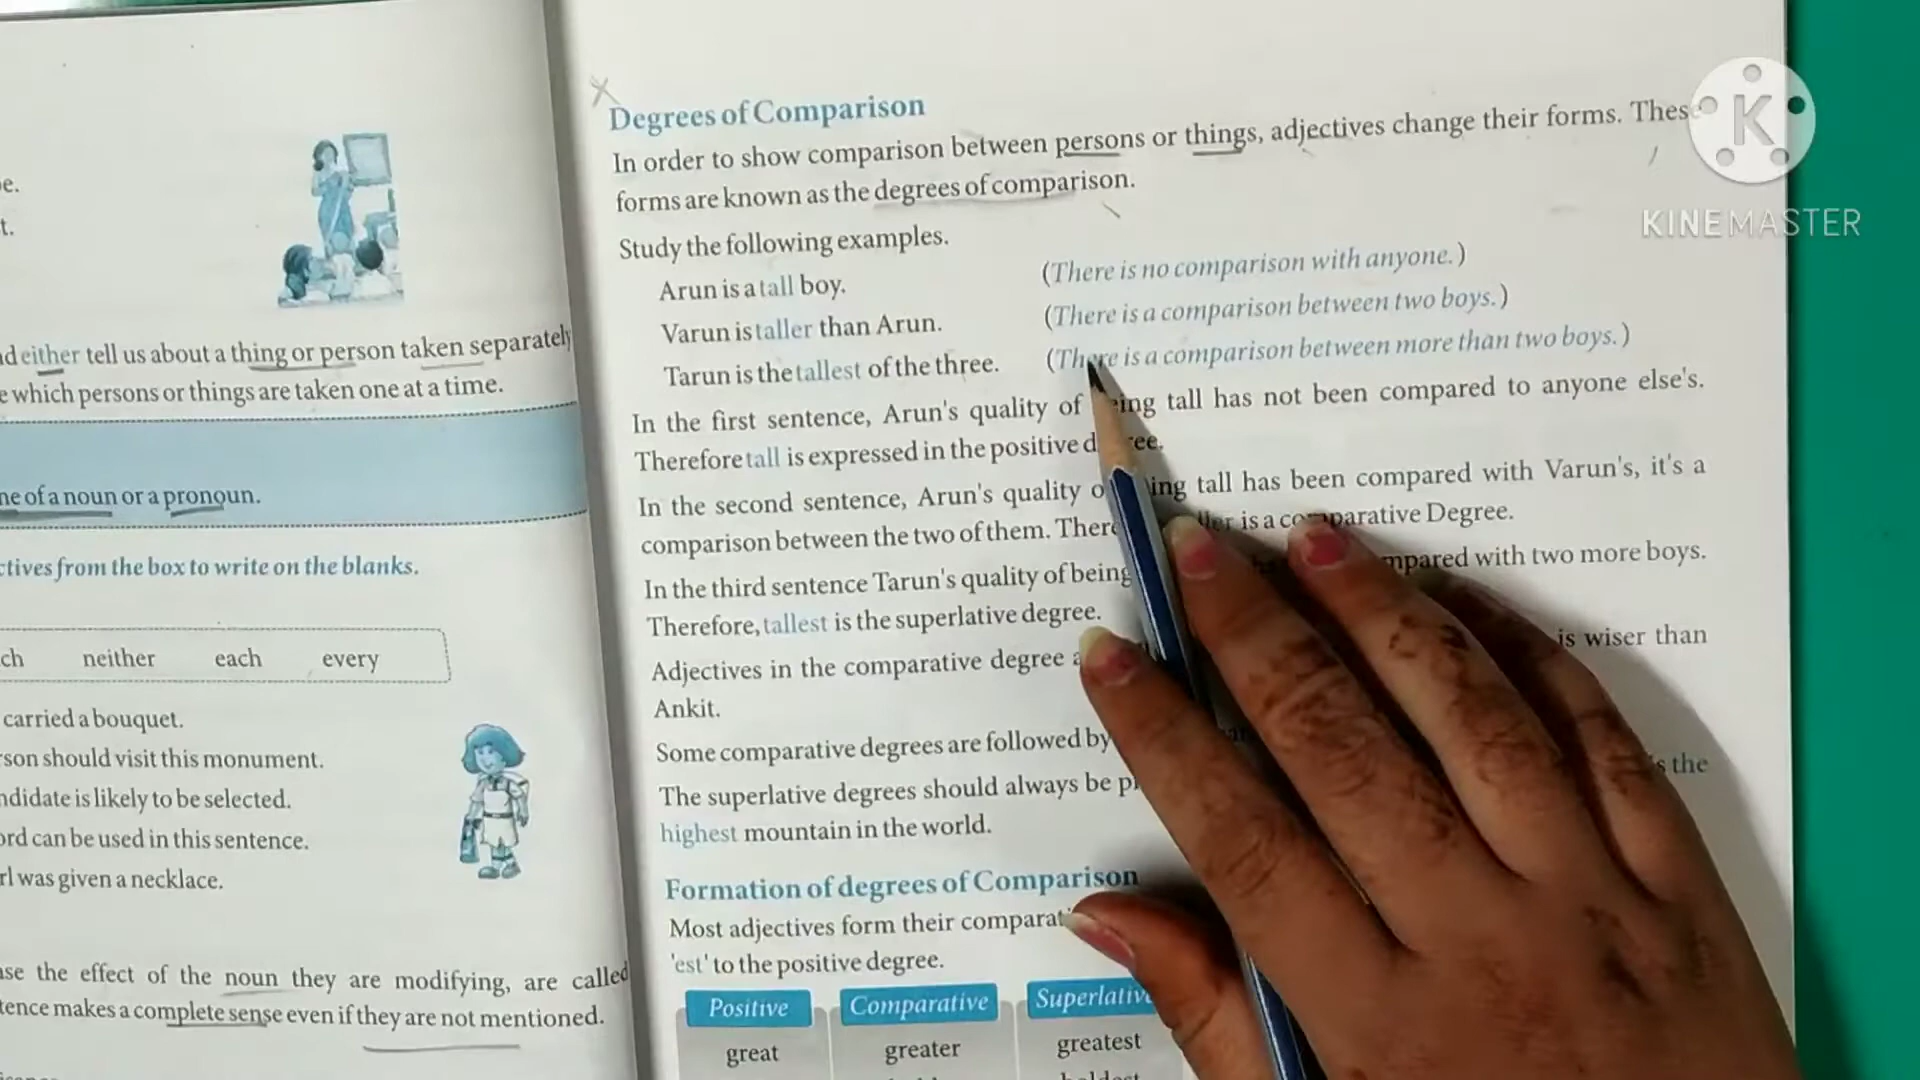 e.
t.
either tell us about a thing or person taken separately
e which persons or things are taken one at a time.
ne of a noun or a pronoun.
ctives from the box to write on the blanks.
ch neither each every
carried a bouquet.
rson should visit this monument.
ndidate is likely to be selected.
ord can be used in this sentence.
rl was given a necklace.
ase the effect of the noun they are modifying, are called
tence makes a complete sense even if they are not mentioned.
Degrees of Comparison
In order to show comparison between persons or things, adjectives change their forms. These
forms are known as the degrees of comparison.
Study the following examples.
Arun is a tall boy. (There is no comparison with anyone.)
Varun is taller than Arun. (There is a comparison between two boys.)
Tarun is the tallest of the three. (There is a comparison between more than two boys.)
In the first sentence, Arun's quality of being tall has not been compared to anyone else's.
Therefore tall is expressed in the positive degree.
In the second sentence, Arun's quality of being tall has been compared with Varun's, it's a
comparison between the two of them. There ller is a comparative Degree.
In the third sentence Tarun's quality of being compared with two more boys.
Therefore, tallest is the superlative degree.
Adjectives in the comparative degree is wiser than
Ankit.
Some comparative degrees are followed by
The superlative degrees should always be the
highest mountain in the world.
Formation of degrees of Comparison
Most adjectives form their comparati
'est' to the positive degree.
Positive Comparative Superlative
great greater greatest
K
KINEMASTER